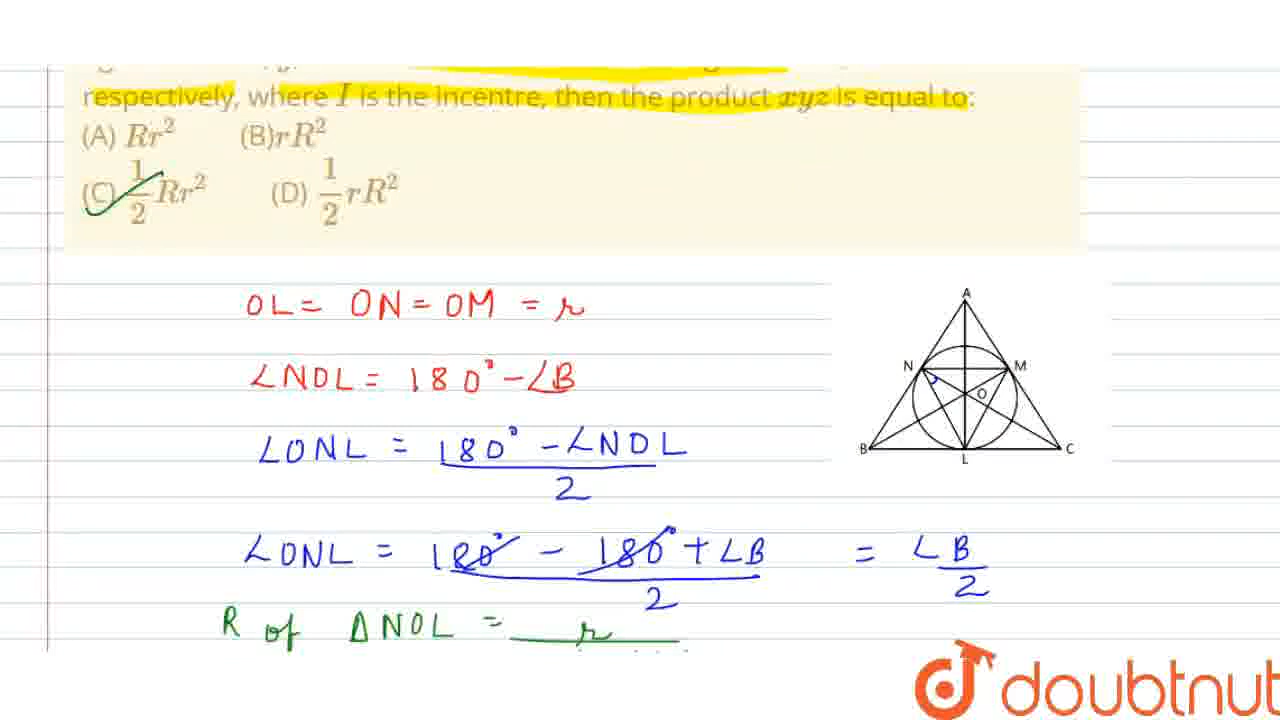 respectively, where I is the incentre, then the product xyz is equal to:
(A) Rr² (B)rR²
(C) 1/2 Rr² (D) 1/2 rR²
OL = ON = OM = r
∠NOL = 180° - ∠B
∠ONL = (180° - ∠NOL)/2
∠ONL = (180° - 180° + ∠B)/2 = ∠B/2
R of ΔNOL = r
A
N
M
O
B
L
C
doubtnut